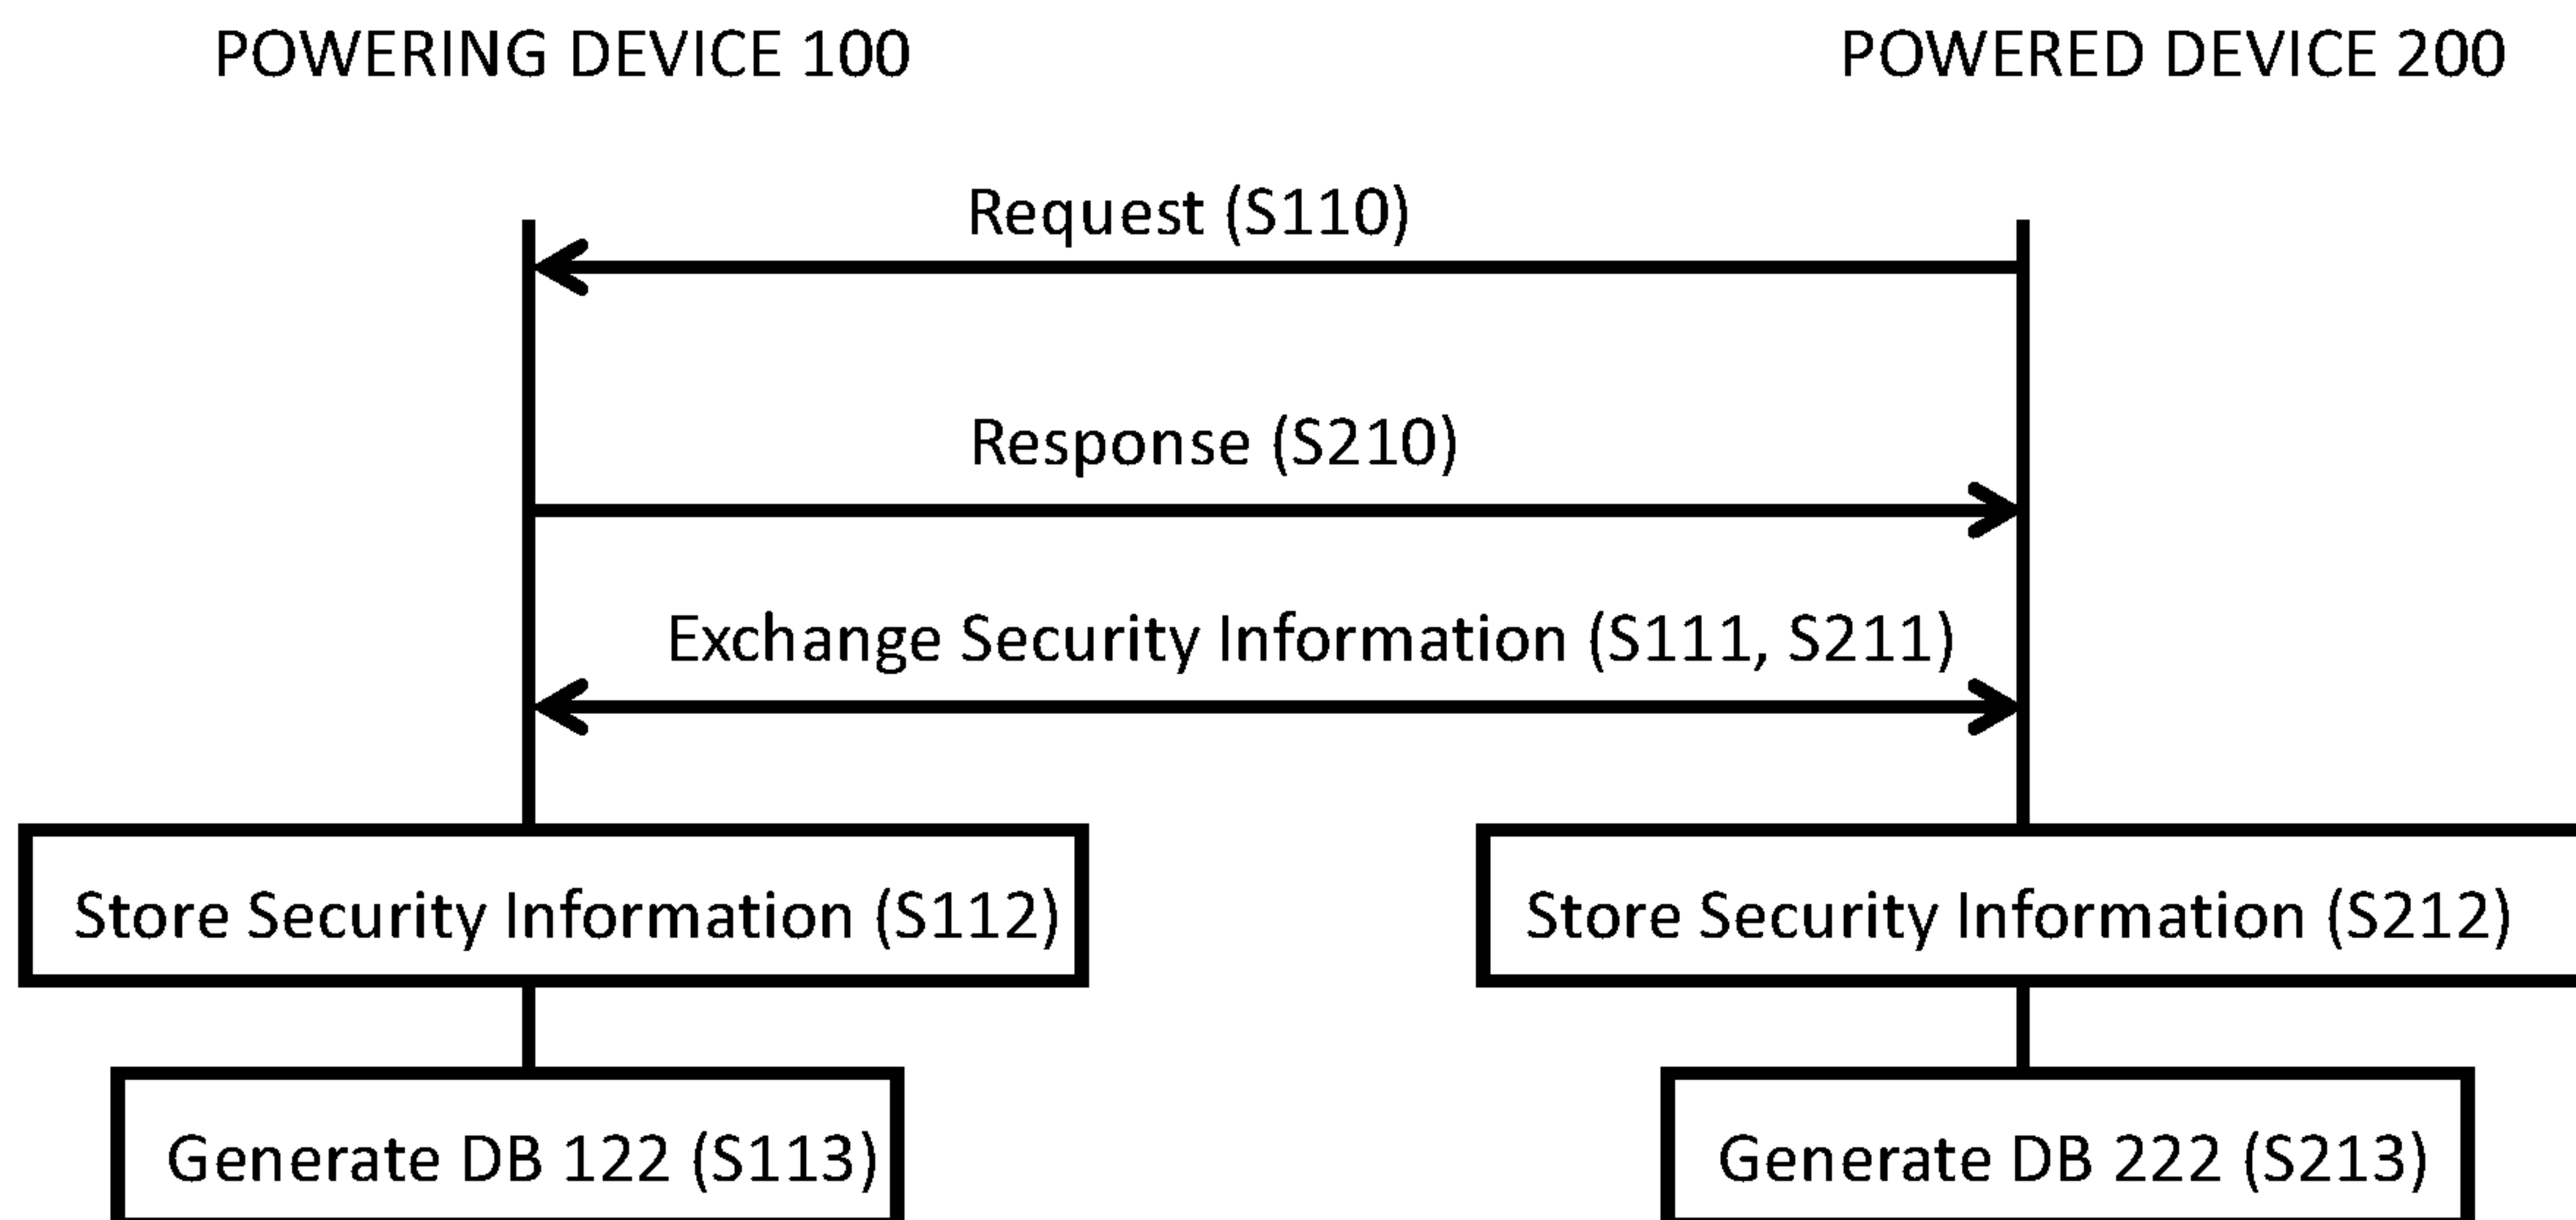 POWERING DEVICE 100
POWERED DEVICE 200
Request (S110)
Response (S210)
Exchange Security Information (S111, S211)
Store Security Information (S112)
Store Security Information (S212)
Generate DB 122 (S113)
Generate DB 222 (S213)